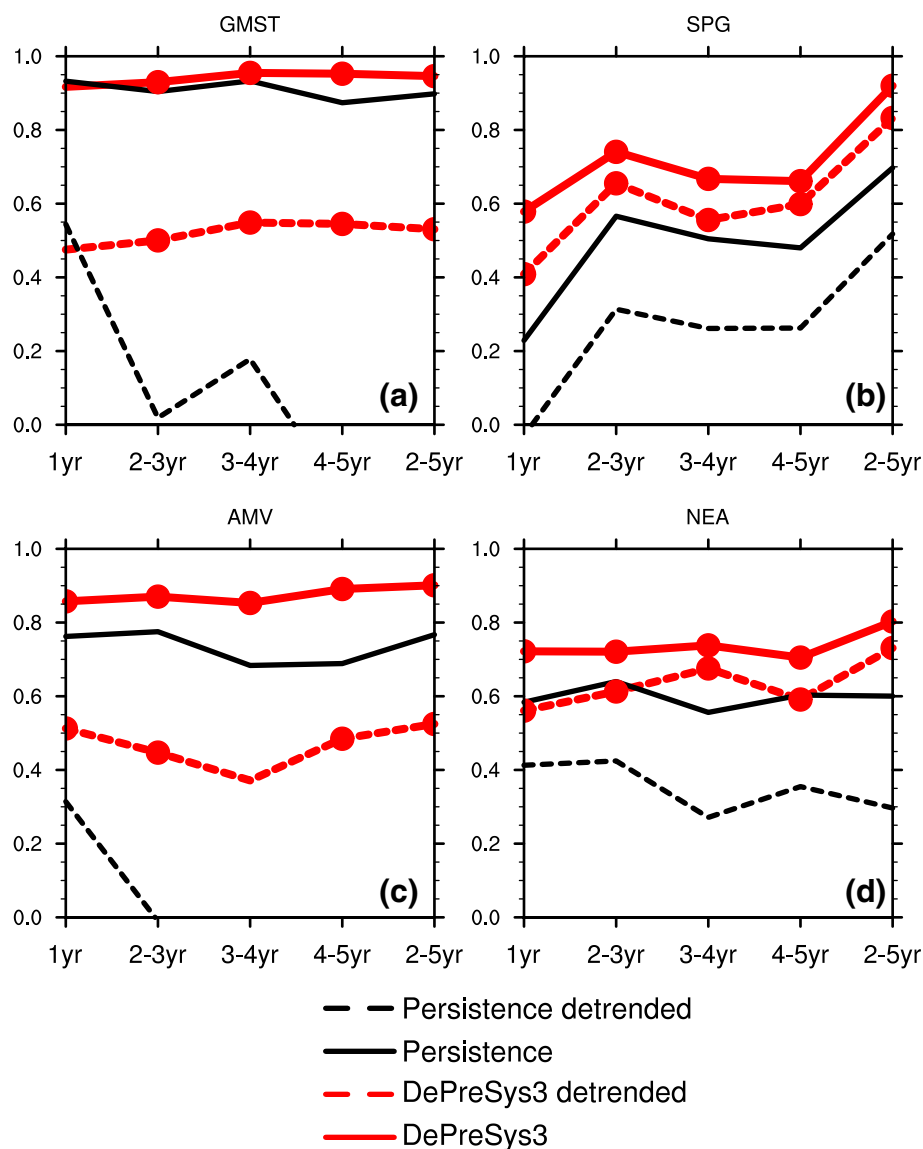 GMST
1.0
0.8
0.6
0.4
0.2
0.0
(a)
1yr 2-3yr 3-4yr 4-5yr 2-5yr
SPG
1.0
0.8
0.6
0.4
0.2
0.0
(b)
1yr 2-3yr 3-4yr 4-5yr 2-5yr
AMV
1.0
0.8
0.6
0.4
0.2
0.0
(c)
1yr 2-3yr 3-4yr 4-5yr 2-5yr
NEA
1.0
0.8
0.6
0.4
0.2
0.0
(d)
1yr 2-3yr 3-4yr 4-5yr 2-5yr
Persistence detrended
Persistence
DePreSys3 detrended
DePreSys3